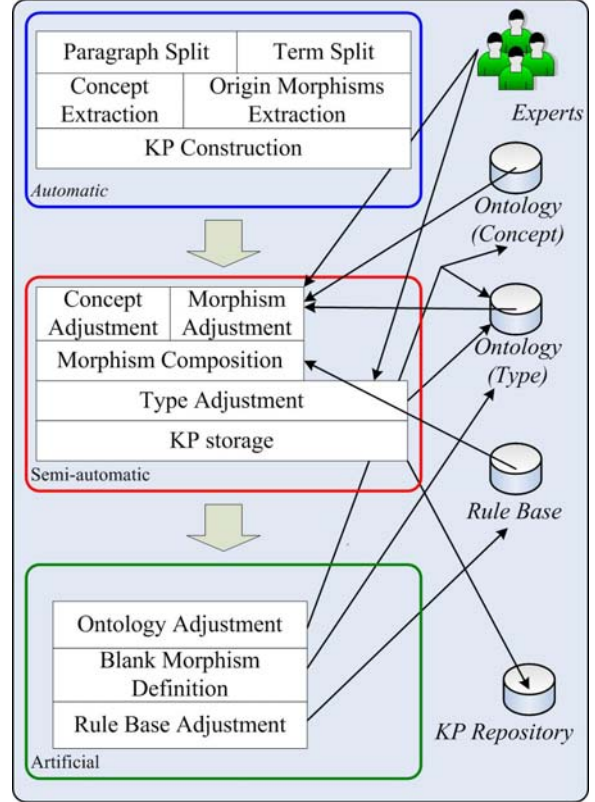 Paragraph Split
Term Split
Concept
Extraction
Origin Morphisms
Extraction
KP Construction
Automatic
Experts
Ontology
(Concept)
Concept
Adjustment
Morphism
Adjustment
Morphism Composition
Type Adjustment
KP storage
Semi-automatic
Ontology
(Type)
Rule Base
Ontology Adjustment
Blank Morphism
Definition
Rule Base Adjustment
Artificial
KP Repository